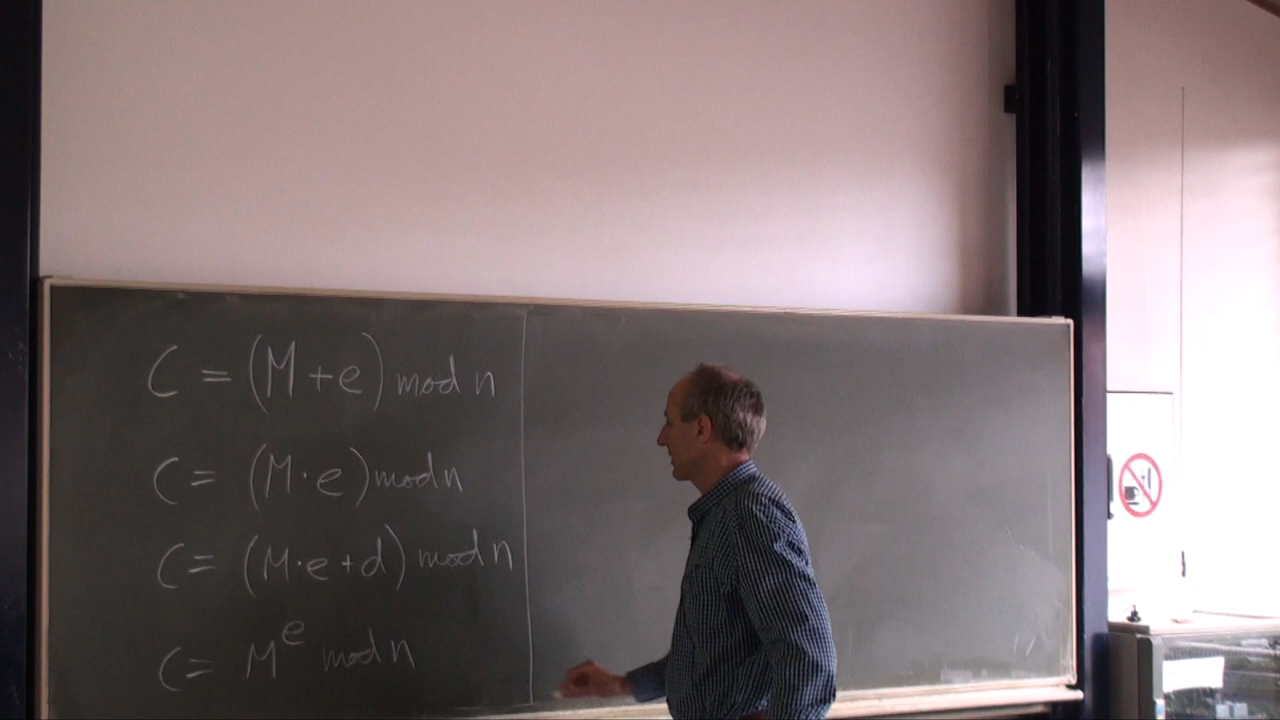 C = (M + e) mod n
C = (M · e) mod n
C = (M · e + d) mod n
C = M^e mod n